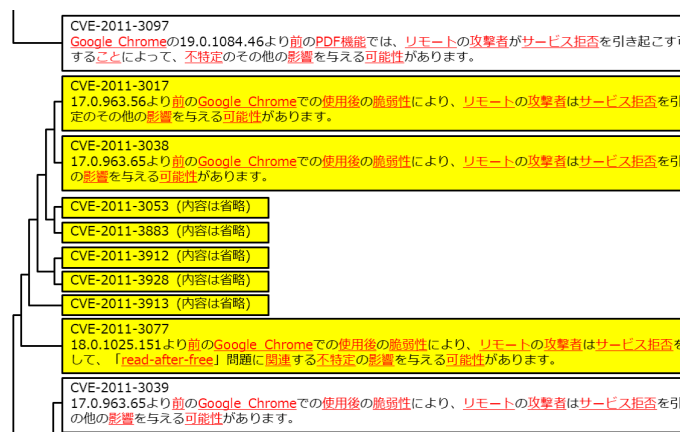 CVE-2011-3097
Google Chromeの19.0.1084.46より前のPDF機能では、リモートの攻撃者がサービス拒否を引き起こす
することによって、不特定のその他の影響を与える可能性があります。
CVE-2011-3017
17.0.963.56より前のGoogle Chromeでの使用後の脆弱性により、リモートの攻撃者はサービス拒否を引
定のその他の影響を与える可能性があります。
CVE-2011-3038
17.0.963.65より前のGoogle Chromeでの使用後の脆弱性により、リモートの攻撃者はサービス拒否を引
の影響を与える可能性があります。
CVE-2011-3053 (内容は省略)
CVE-2011-3883 (内容は省略)
CVE-2011-3912 (内容は省略)
CVE-2011-3928 (内容は省略)
CVE-2011-3913 (内容は省略)
CVE-2011-3077
18.0.1025.151より前のGoogle Chromeでの使用後の脆弱性により、リモートの攻撃者はサービス拒否を
して、「read-after-free」問題に関連する不特定の影響を与える可能性があります。
CVE-2011-3039
17.0.963.65より前のGoogle Chromeでの使用後の脆弱性により、リモートの攻撃者はサービス拒否を引
の他の影響を与える可能性があります。